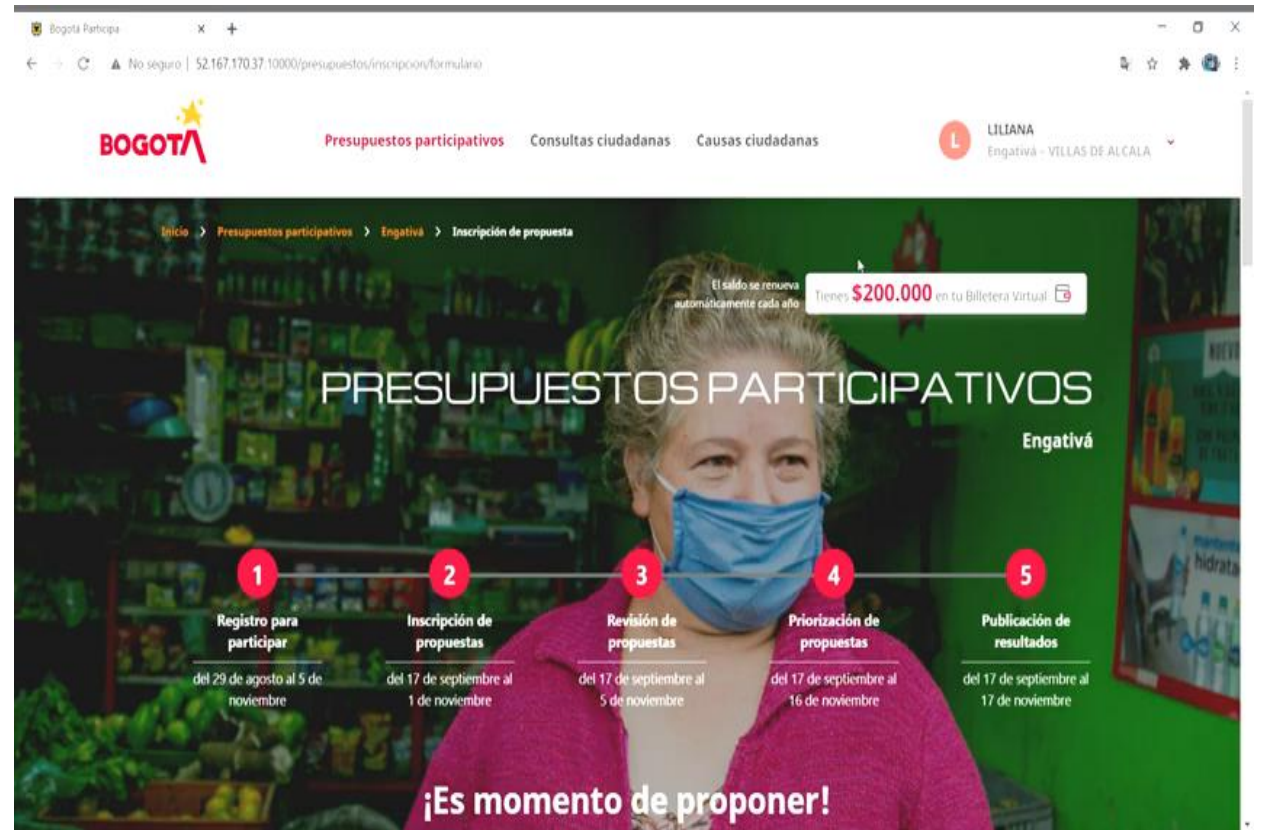 Bogotá Participa
No seguro | 52.167.170.37:10000/presupuestos/inscripcion/formulario
BOGOTÁ
Presupuestos participativos Consultas ciudadanas Causas ciudadanas
L
LILIANA
Engativá - VILLAS DE ALCALA
Inicio > Presupuestos participativos > Engativá > Inscripción de propuesta
El saldo se renueva
automáticamente cada año
Tienes $200.000 en tu Billetera Virtual
PRESUPUESTOS PARTICIPATIVOS
Engativá
1
Registro para
participar
del 29 de agosto al 5 de
noviembre
2
Inscripción de
propuestas
del 17 de septiembre al
1 de noviembre
3
Revisión de
propuestas
del 17 de septiembre al
5 de noviembre
4
Priorización de
propuestas
del 17 de septiembre al
16 de noviembre
5
Publicación de
resultados
del 17 de septiembre al
17 de noviembre
¡Es momento de proponer!